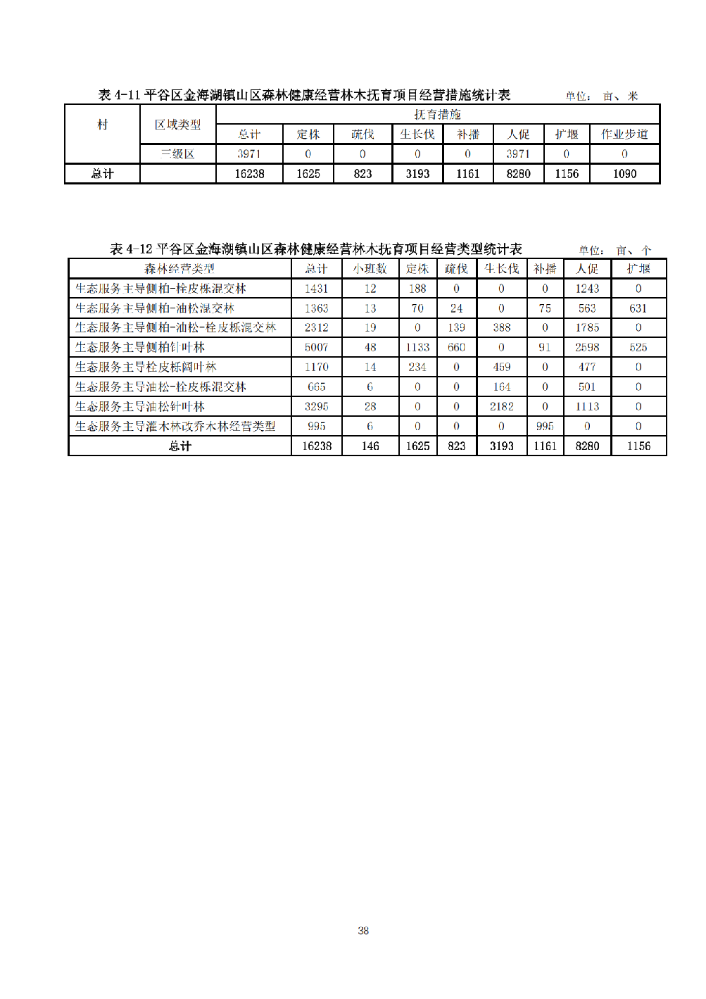 表 4-11 平谷区金海湖镇山区森林健康经营林木抚育项目经营措施统计表 单位： 亩、米
村 区域类型 抚育措施
总计 定株 疏伐 生长伐 补播 人促 扩堰 作业步道
三级区 3971 0 0 0 0 3971 0 0
总计 16238 1625 823 3193 1161 8280 1156 1090
表 4-12 平谷区金海湖镇山区森林健康经营林木抚育项目经营类型统计表 单位： 亩、个
森林经营类型 总计 小班数 定株 疏伐 生长伐 补播 人促 扩堰
生态服务主导侧柏-栓皮栎混交林 1431 12 188 0 0 0 1243 0
生态服务主导侧柏-油松混交林 1363 13 70 24 0 75 563 631
生态服务主导侧柏-油松-栓皮栎混交林 2312 19 0 139 388 0 1785 0
生态服务主导侧柏针叶林 5007 48 1133 660 0 91 2598 525
生态服务主导栓皮栎阔叶林 1170 14 234 0 459 0 477 0
生态服务主导油松-栓皮栎混交林 665 6 0 0 164 0 501 0
生态服务主导油松针叶林 3295 28 0 0 2182 0 1113 0
生态服务主导灌木林改乔木林经营类型 995 6 0 0 0 995 0 0
总计 16238 146 1625 823 3193 1161 8280 1156
38